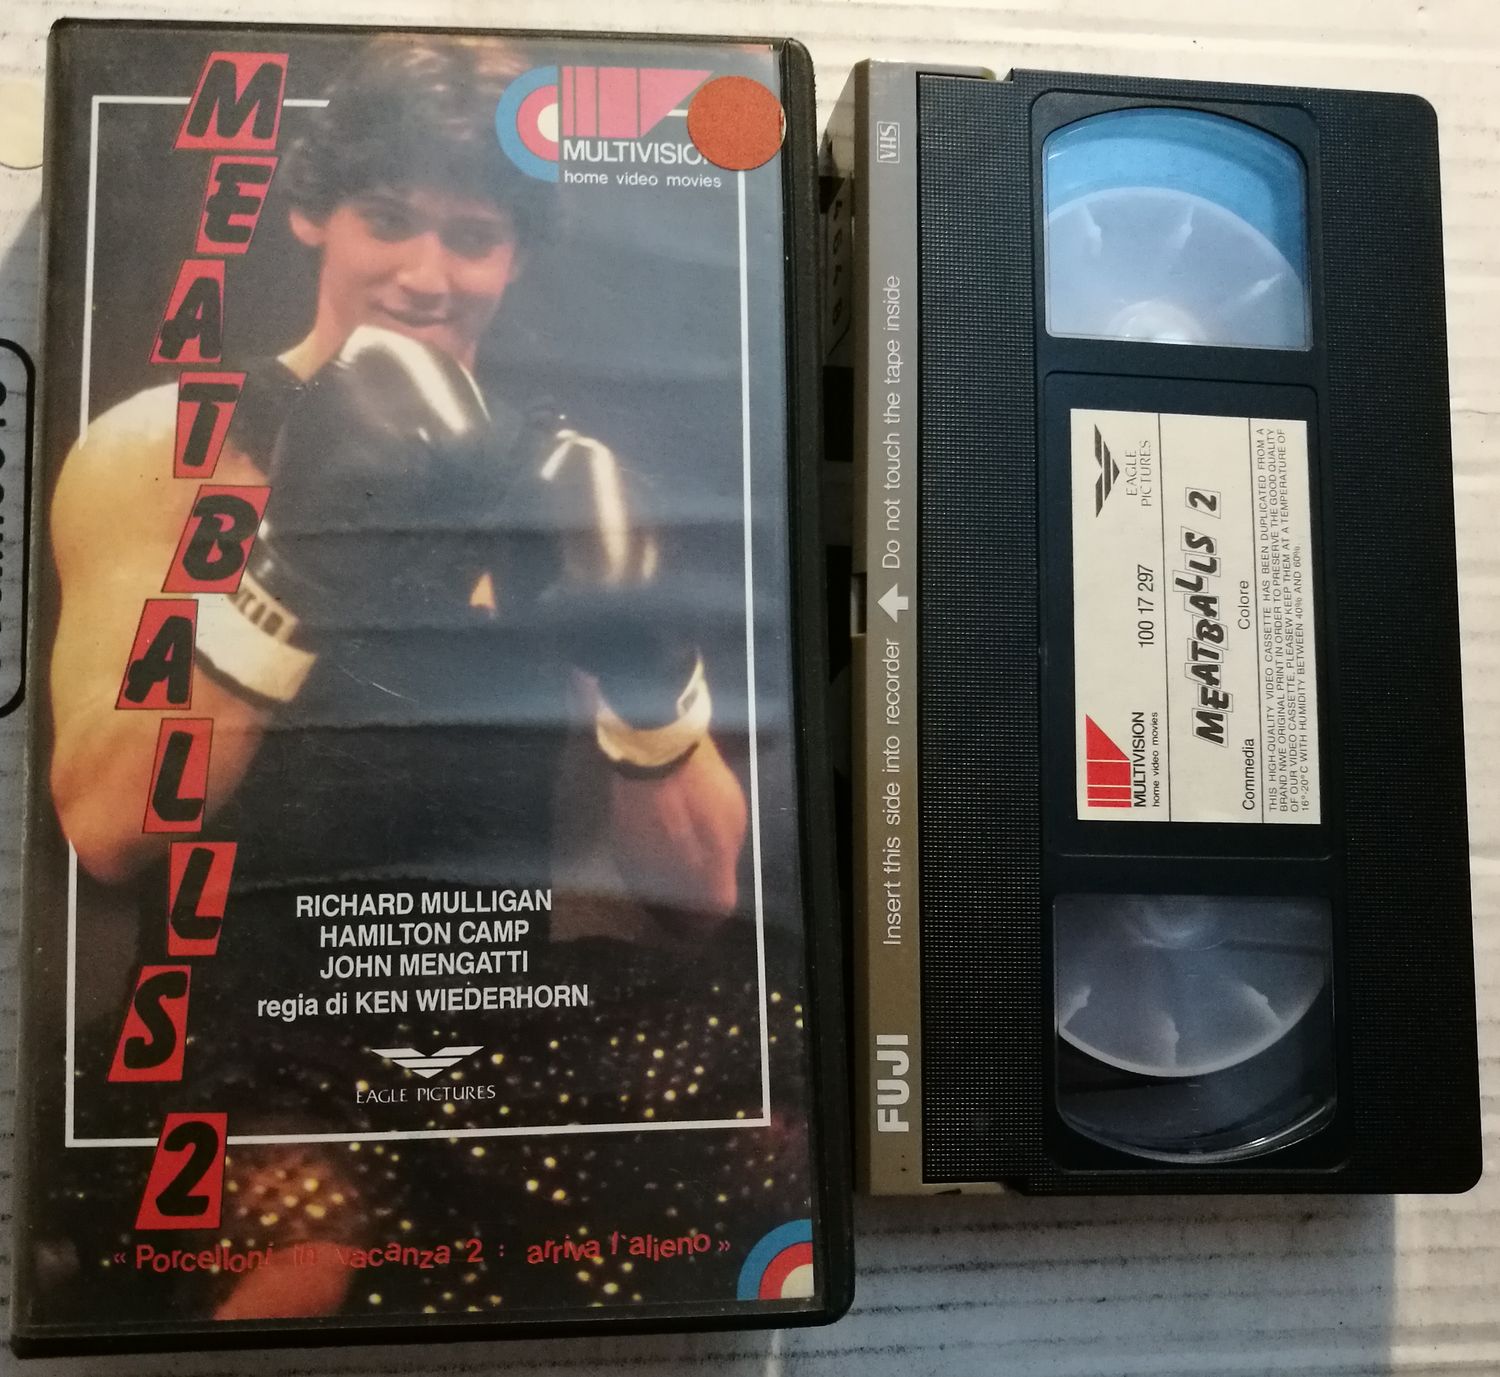 MEATBALLS 2
MULTIVISIO
home video movies
RICHARD MULLIGAN
HAMILTON CAMP
JOHN MENGATTI
regia di KEN WIEDERHORN
EAGLE PICTURES
« Porcelloni in vacanza 2 : arriva l'alieno »
VHS
FUJI
Insert this side into recorder
Do not touch the tape inside
MULTIVISION
home video movies
100 17 297
EAGLE
PICTURES
MEATBALLS 2
Commedia
Colore
THIS HIGH-QUALITY VIDEO CASSETTE HAS BEEN DUPLICATED FROM A
BRAND NWE ORIGINAL PRINT IN ORDER TO PRESERVE THE GOOD QUALITY
OF OUR VIDEO CASSETTE, PLEASEW KEEP THEM AT A TEMPERATURE OF
16°-20°C WITH HUMIDITY BETWEEN 40% AND 60%.